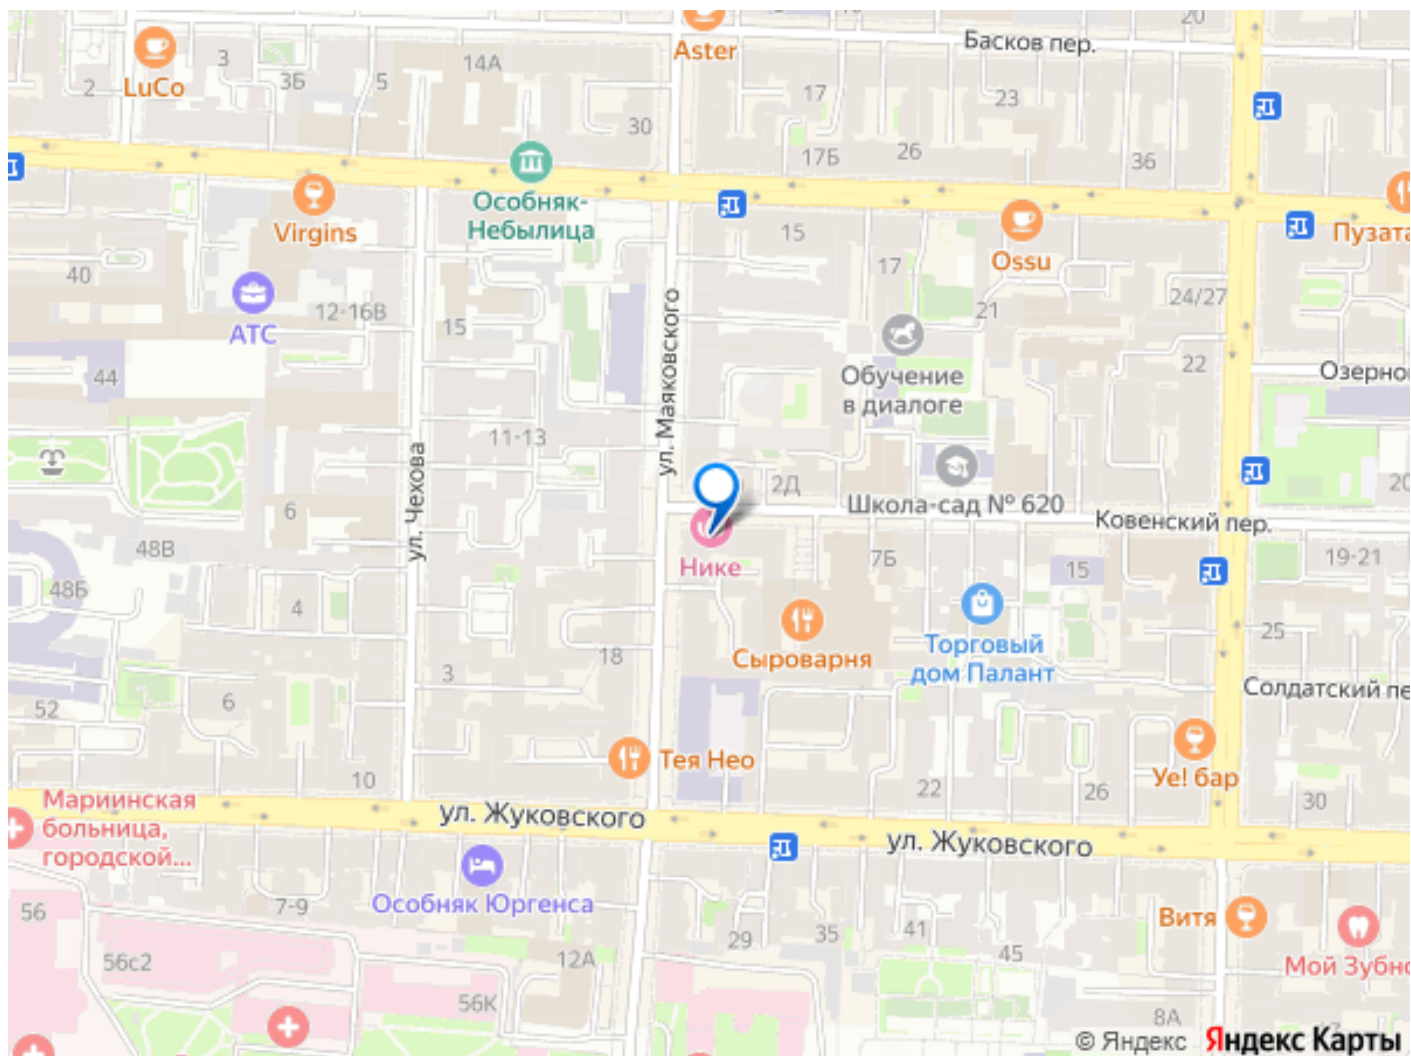 20
Басков пер.
Aster
LuCo
3
3Б
5
14А
2
30
17
23
17Б
26
36
Virgins
Особняк-
Небылица
15
Ossu
Пузата
40
АТС
12-16В
15
17
21
24/27
22
Озерно
44
ул. Маяковского
Обучение
в диалоге
11-13
ул. Чехова
2Д
Школа-сад № 620
20
Ковенский пер.
6
48В
48Б
4
Нике
7Б
15
19-21
Сыроварня
Торговый
дом Палант
25
18
3
6
52
Солдатский пе
Тея Нео
10
22
26
Уе! бар
30
Мариинская
больница,
городской...
ул. Жуковского
ул. Жуковского
Особняк Юргенса
7-9
56
56с2
12А
56К
29
35
41
45
Витя
Мой Зубно
8А
© Яндекс Яндекс Карты